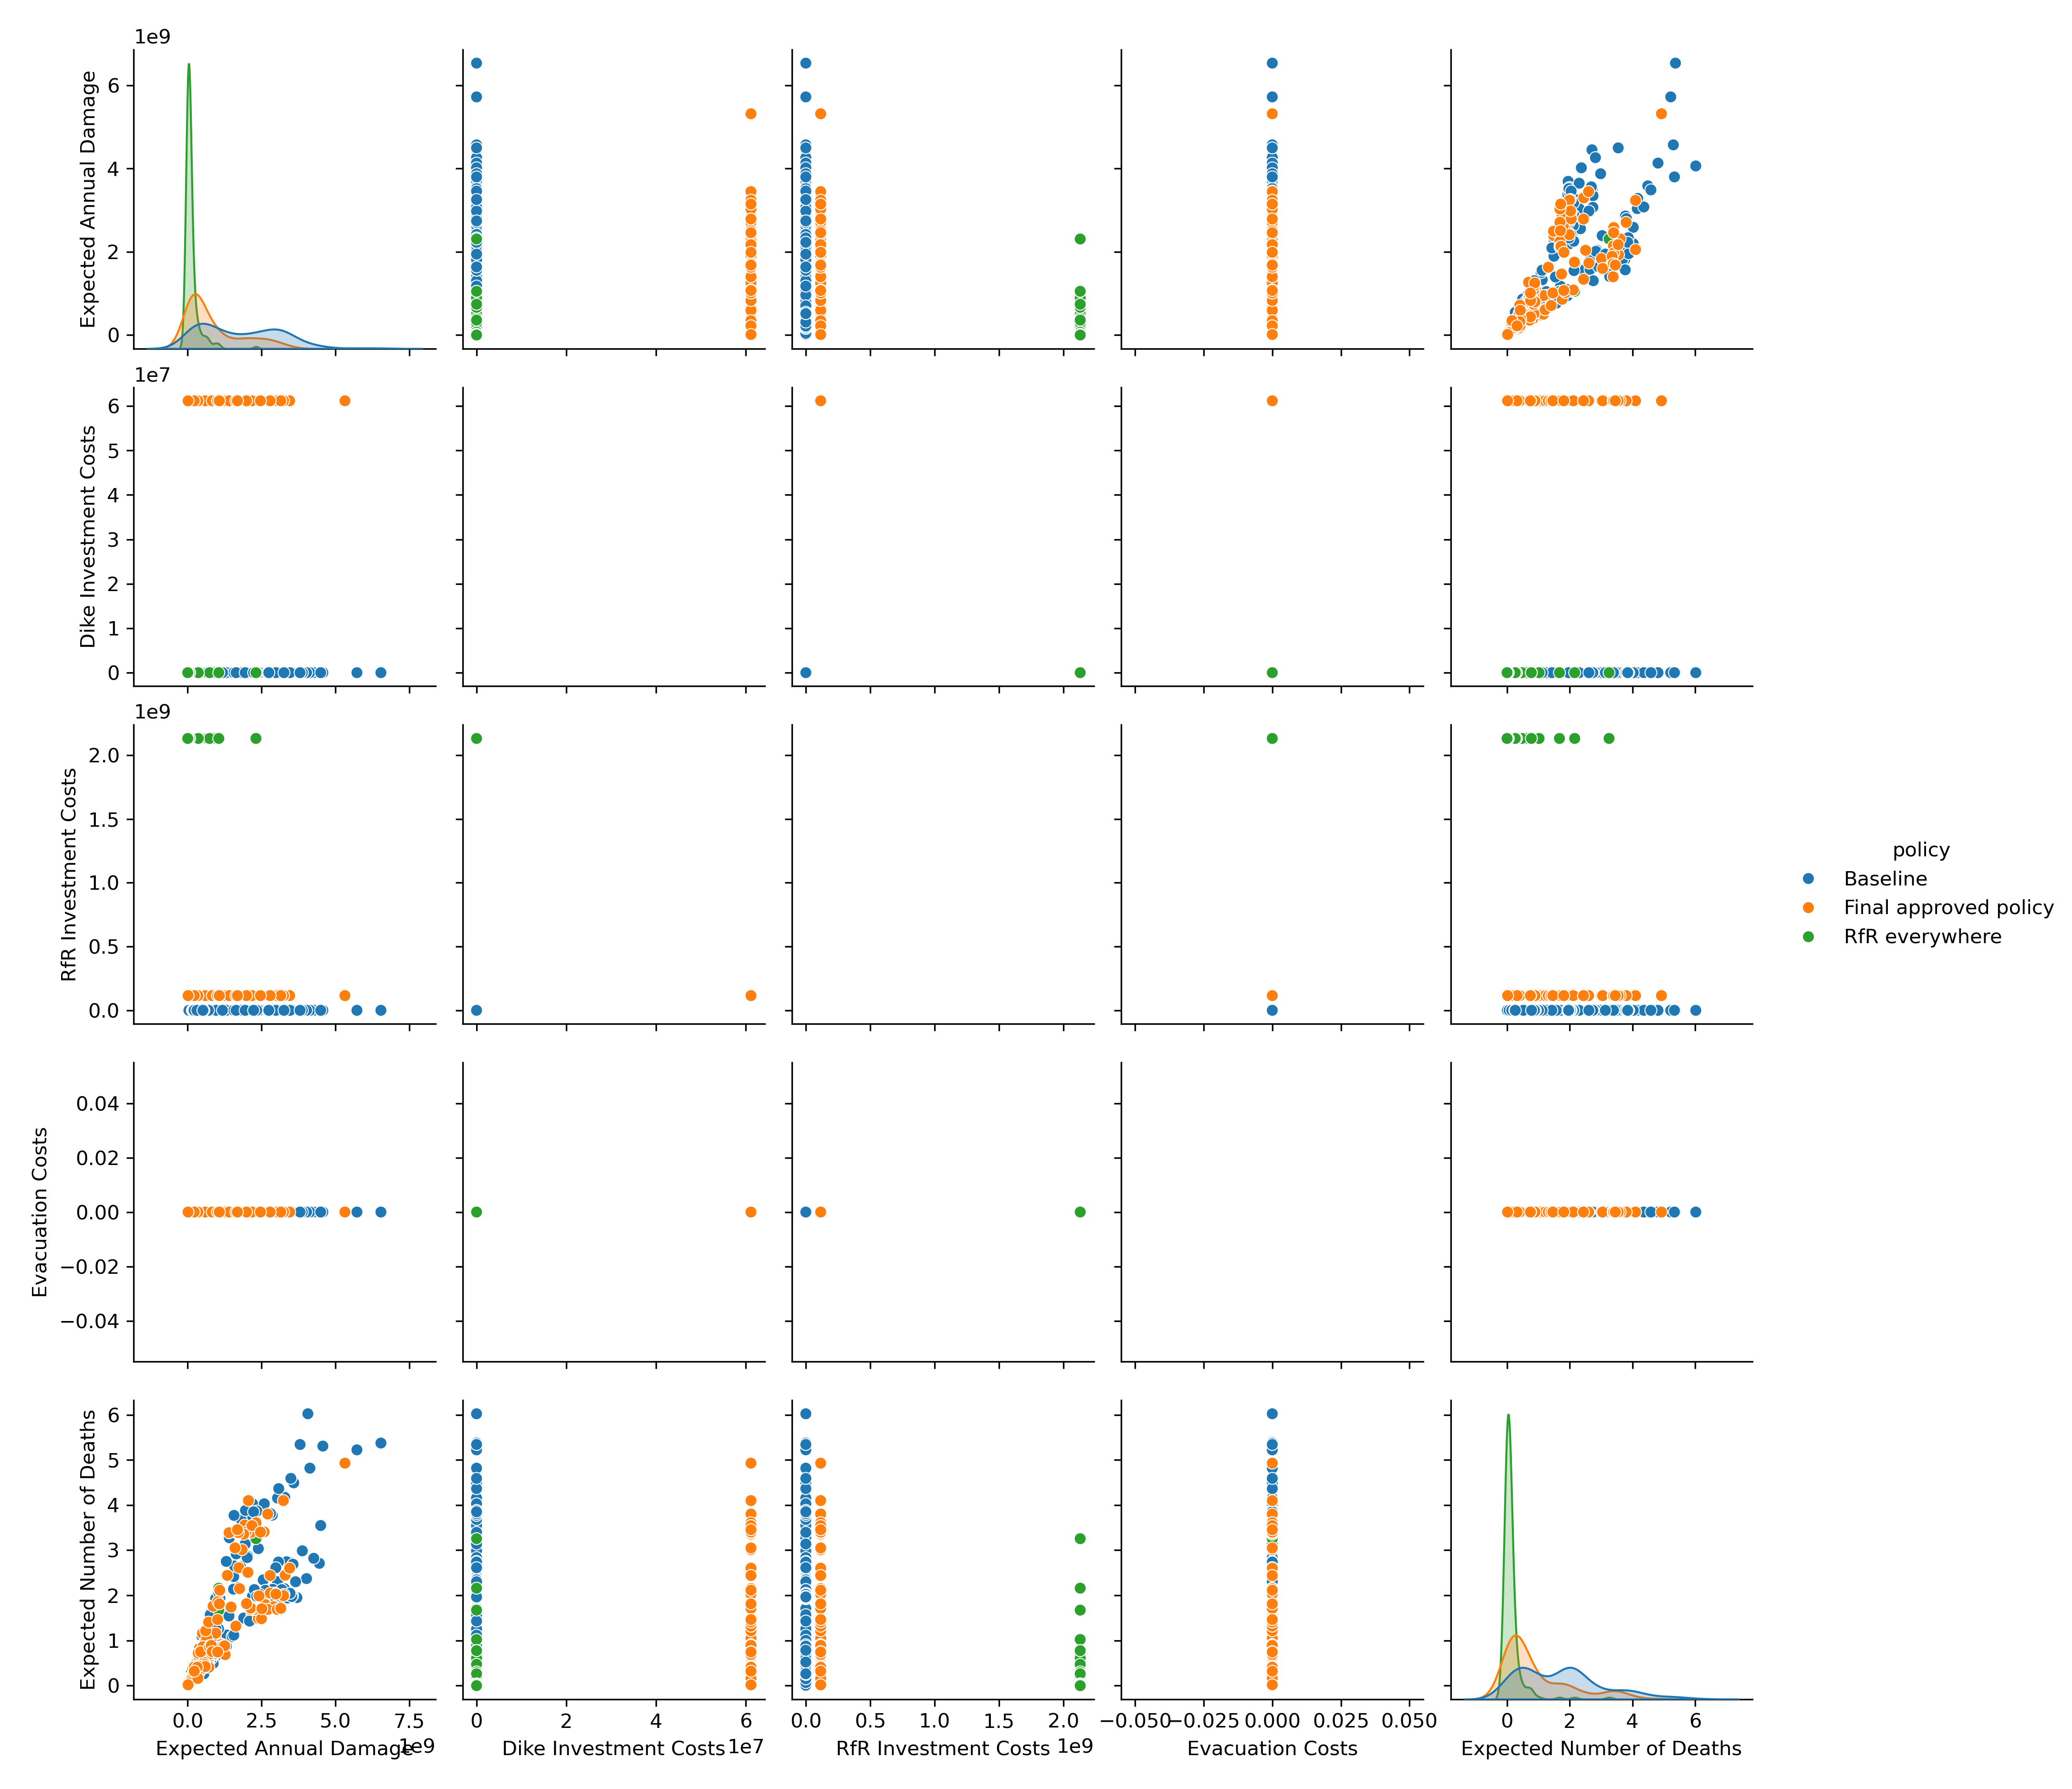 1e9
6
4
2
0
Expected Annual Damage
1e7
6
5
4
3
2
1
0
Dike Investment Costs
1e9
2.0
1.5
1.0
0.5
0.0
RfR Investment Costs
policy
Baseline
Final approved policy
RfR everywhere
0.04
0.02
0.00
−0.02
−0.04
Evacuation Costs
6
5
4
3
2
1
0
Expected Number of Deaths
0.0 2.5 5.0 7.5
Expected Annual Damage
1e9
0 2 4 6
Dike Investment Costs
1e7
0.0 0.5 1.0 1.5 2.0
RfR Investment Costs
1e9
−0.050 −0.025 0.000 0.025 0.050
Evacuation Costs
0 2 4 6
Expected Number of Deaths